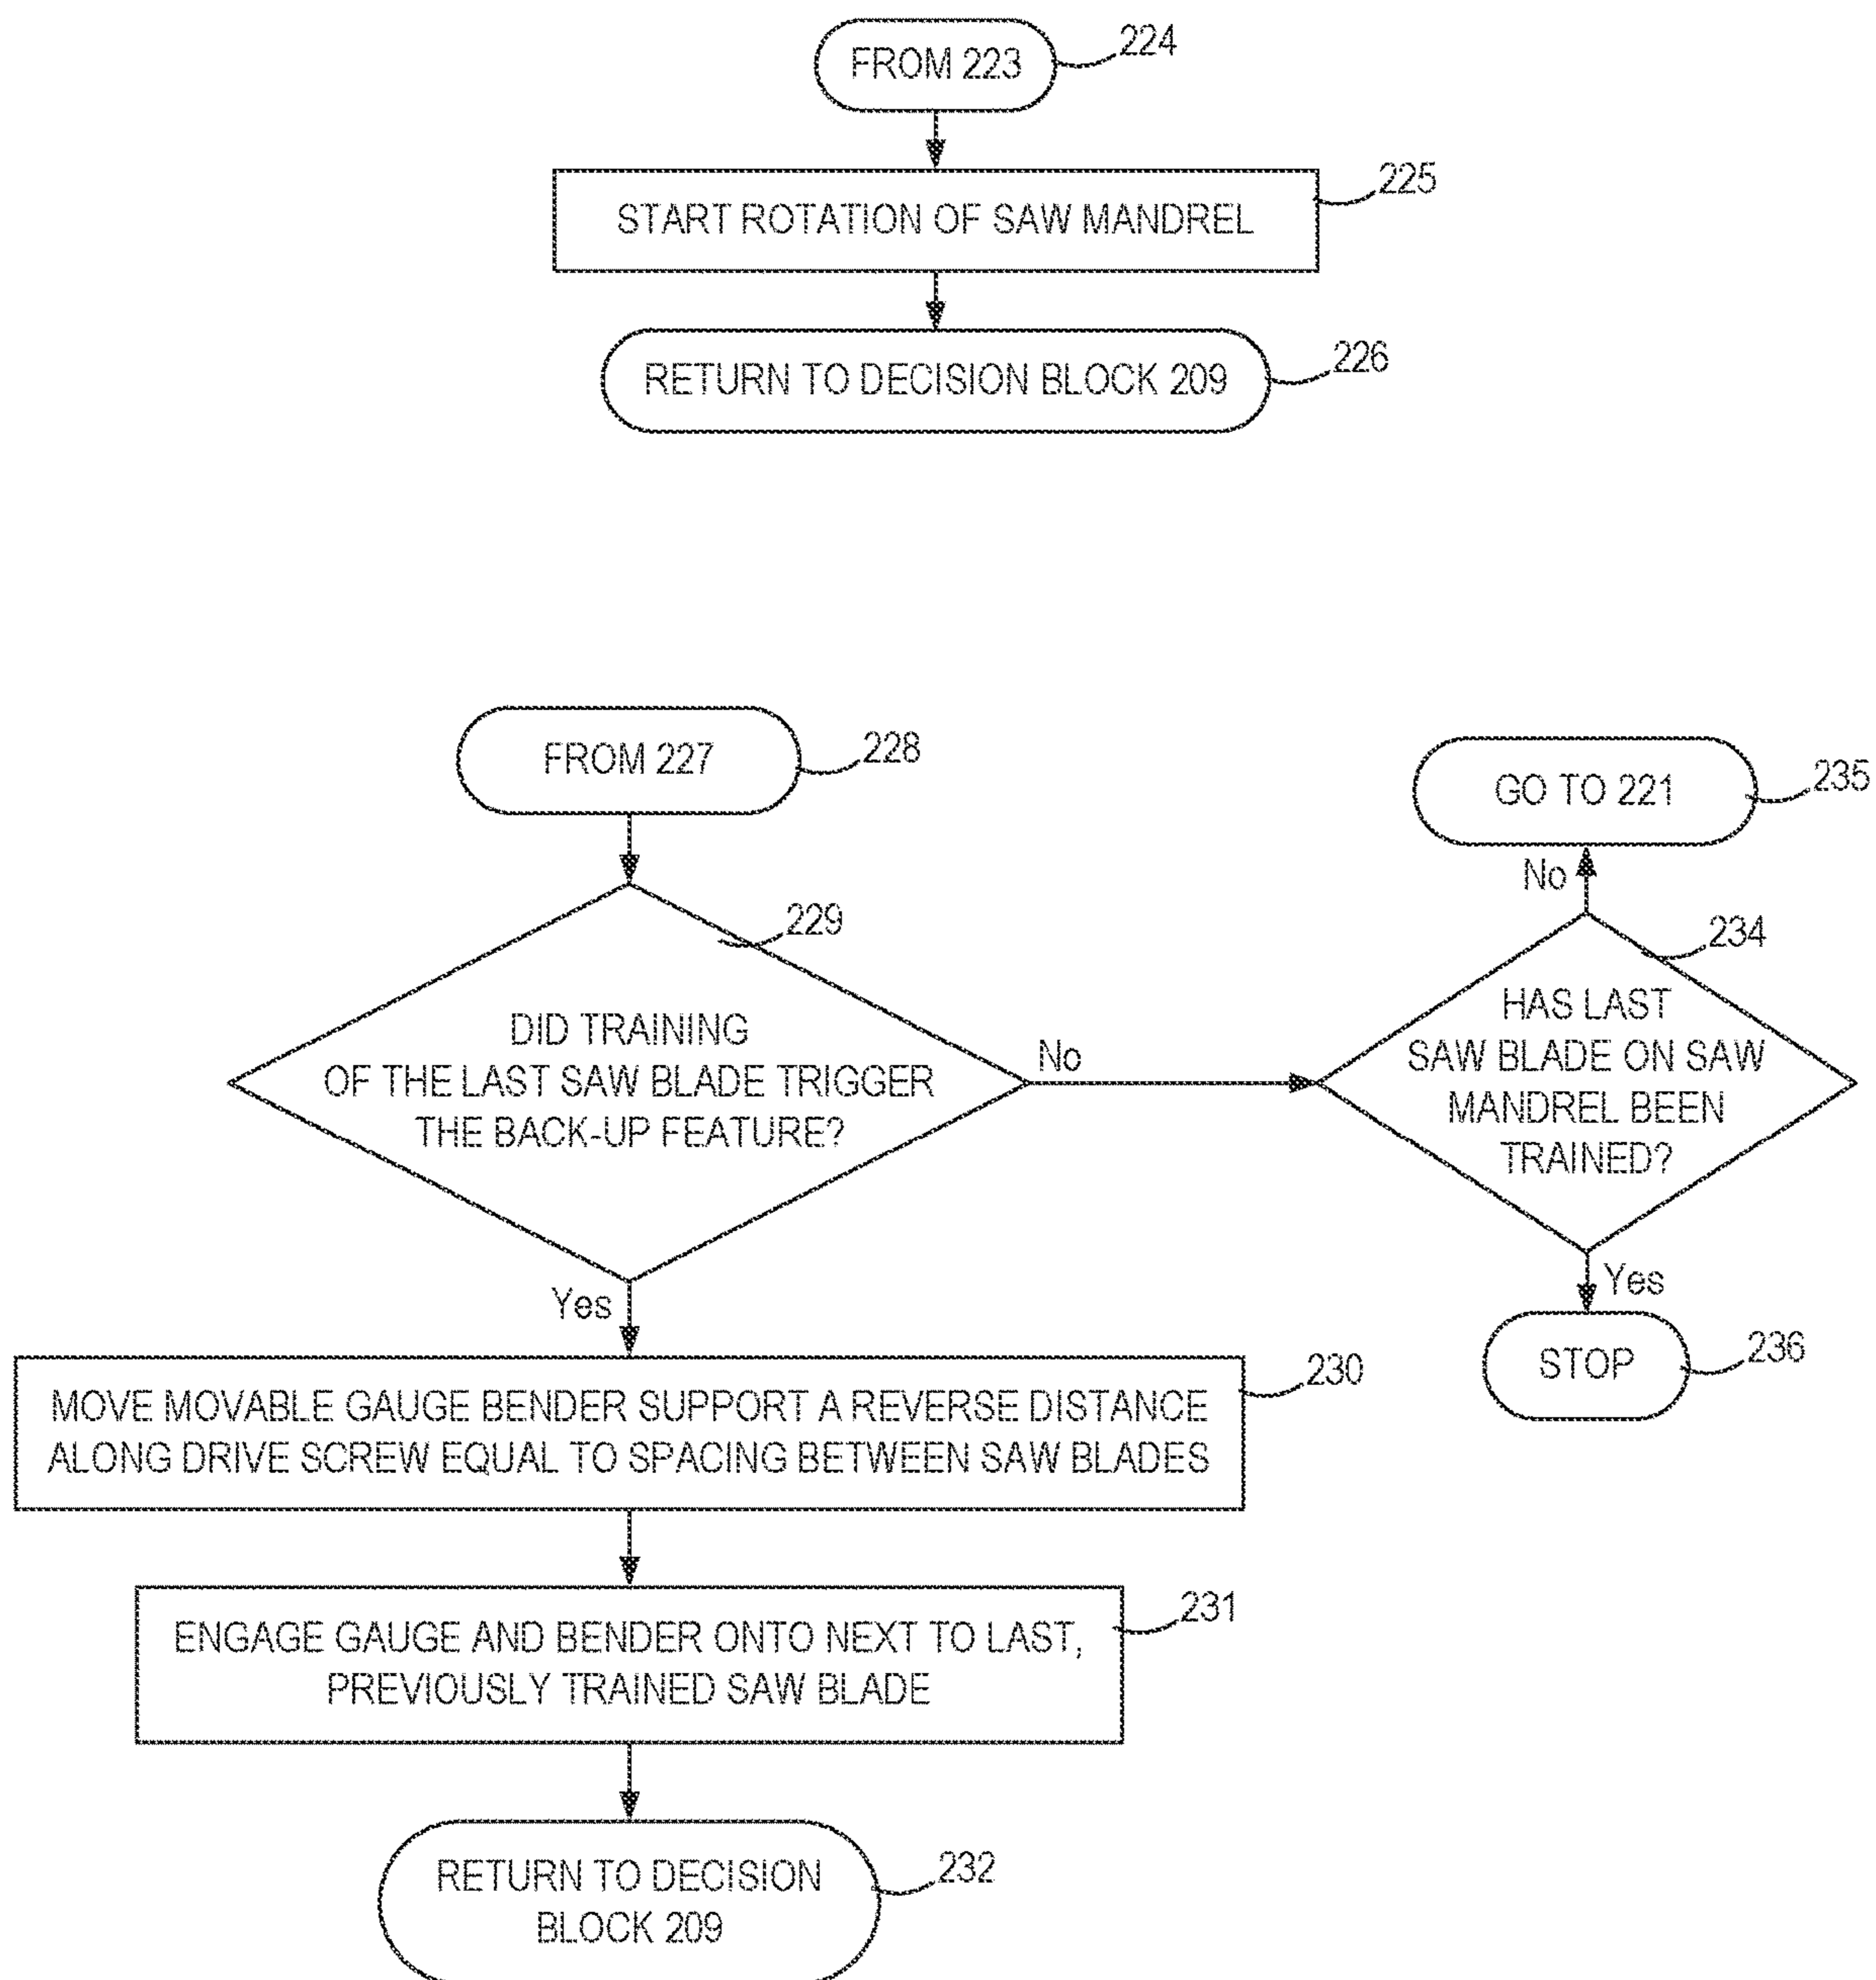 FROM 223
224
START ROTATION OF SAW MANDREL
225
RETURN TO DECISION BLOCK 209
226
FROM 227
228
229
DID TRAINING
OF THE LAST SAW BLADE TRIGGER
THE BACK-UP FEATURE?
No
Yes
GO TO 221
235
No
234
HAS LAST
SAW BLADE ON SAW
MANDREL BEEN
TRAINED?
Yes
STOP
236
MOVE MOVABLE GAUGE BENDER SUPPORT A REVERSE DISTANCE
ALONG DRIVE SCREW EQUAL TO SPACING BETWEEN SAW BLADES
230
ENGAGE GAUGE AND BENDER ONTO NEXT TO LAST,
PREVIOUSLY TRAINED SAW BLADE
231
RETURN TO DECISION
BLOCK 209
232